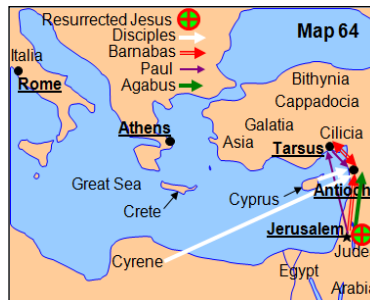 Resurrected Jesus
Map 64
Disciples
Barnabas
Paul
Agabus
Italia
Rome
Athens
Bithynia
Cappadocia
Galatia
Asia
Cilicia
Tarsus
Antioch
Great Sea
Crete
Cyprus
Jerusalem
Jude
Cyrene
Egypt
Arabi